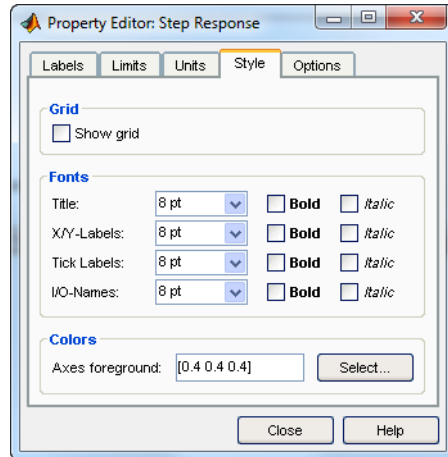 Property Editor: Step Response
Labels Limits Units Style Options
Grid
Show grid
Fonts
Title: 8 pt Bold Italic
X/Y-Labels: 8 pt Bold Italic
Tick Labels: 8 pt Bold Italic
I/O-Names: 8 pt Bold Italic
Colors
Axes foreground: [0.4 0.4 0.4] Select...
Close Help